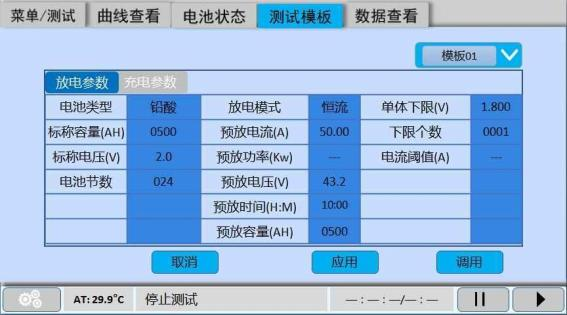 菜单/测试 曲线查看 电池状态 测试模板 数据查看
模板01
放电参数 充电参数
电池类型 铅酸 放电模式 恒流 单体下限(V) 1.800
标称容量(AH) 0500 预放电流(A) 50.00 下限个数 0001
标称电压(V) 2.0 预放功率(Kw) --- 电流阈值(A) ---
电池节数 024 预放电压(V) 43.2
预放时间(H:M) 10:00
预放容量(AH) 0500
取消 应用 调用
AT: 29.9°C 停止测试 --- : --- : ---/--- : ---